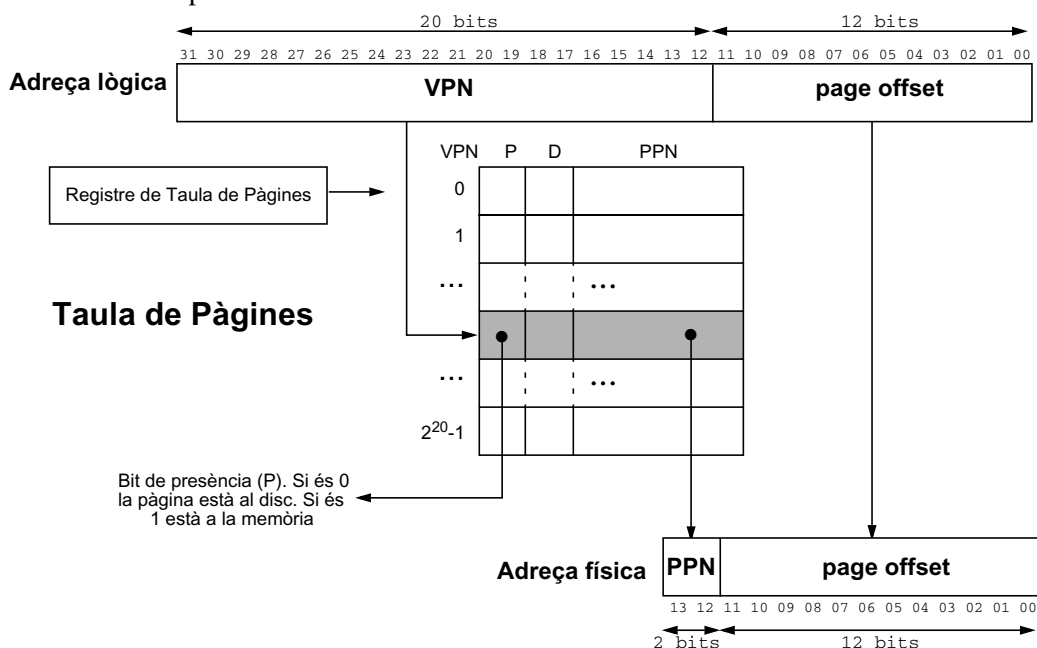 20 bits 12 bits
31 30 29 28 27 26 25 24 23 22 21 20 19 18 17 16 15 14 13 12 11 10 09 08 07 06 05 04 03 02 01 00
Adreça lògica VPN page offset
VPN P D PPN
Registre de Taula de Pàgines
0
1
... ...
Taula de Pàgines
... ...
2²⁰-1
Bit de presència (P). Si és 0
la pàgina està al disc. Si és
1 està a la memòria
Adreça física PPN page offset
13 12 11 10 09 08 07 06 05 04 03 02 01 00
2 bits 12 bits